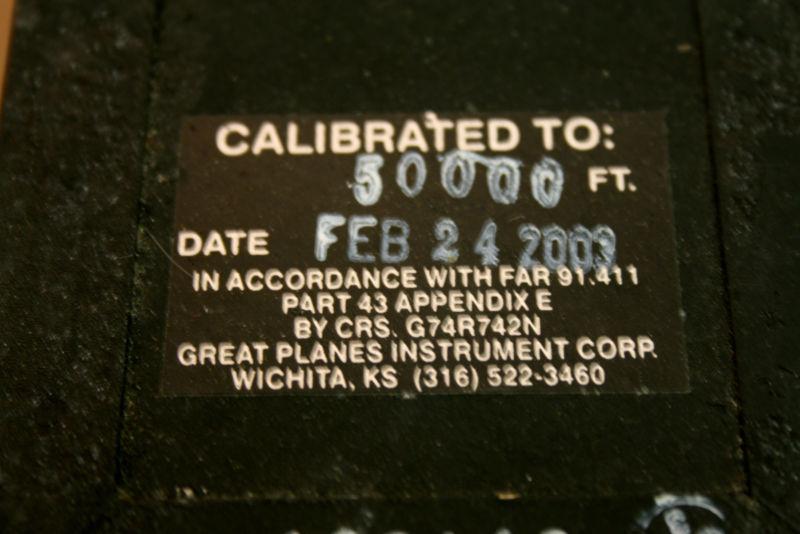 CALIBRATED TO:
50000 FT.
DATE FEB 24 2009
IN ACCORDANCE WITH FAR 91.411
PART 43 APPENDIX E
BY CRS. G74R742N
GREAT PLANES INSTRUMENT CORP.
WICHITA, KS (316) 522-3460